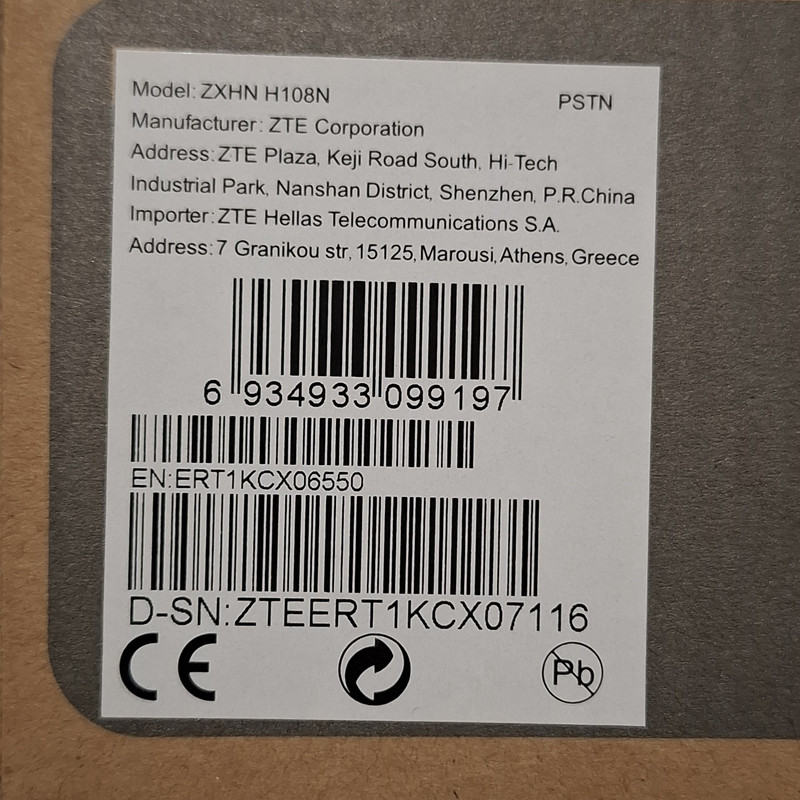 Model: ZXHN H108N PSTN
Manufacturer: ZTE Corporation
Address: ZTE Plaza, Keji Road South, Hi-Tech
Industrial Park, Nanshan District, Shenzhen, P.R.China
Importer: ZTE Hellas Telecommunications S.A.
Address: 7 Granikou str, 15125, Marousi, Athens, Greece
6 934933 099197
EN:ERT1KCX06550
D-SN:ZTEERT1KCX07116
CE Pb